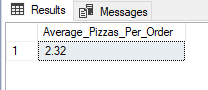 Results Messages
Average_Pizzas_Per_Order
1 2.32